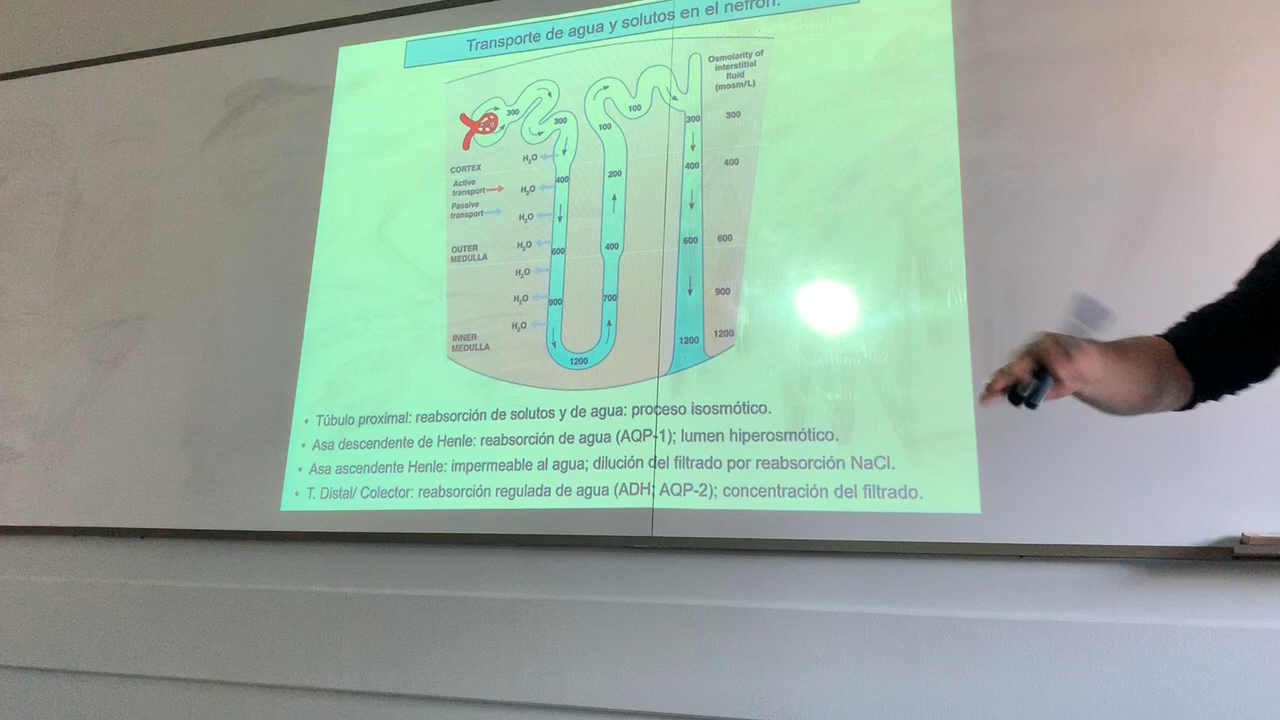 Transporte de agua y solutos en el nefrón.
Osmolarity of
interstitial
fluid
(mosm/L)
300
300
100
100
300
300
H₂O
CORTEX
400
200
400
400
Active
transport
H₂O
Passive
transport
H₂O
OUTER
MEDULLA
H₂O
600
400
600
600
H₂O
H₂O
900
700
900
H₂O
INNER
MEDULLA
1200
1200
1200
• Túbulo proximal: reabsorción de solutos y de agua: proceso isosmótico.
• Asa descendente de Henle: reabsorción de agua (AQP-1); lumen hiperosmótico.
• Asa ascendente Henle: impermeable al agua; dilución del filtrado por reabsorción NaCl.
• T. Distal/ Colector: reabsorción regulada de agua (ADH; AQP-2); concentración del filtrado.